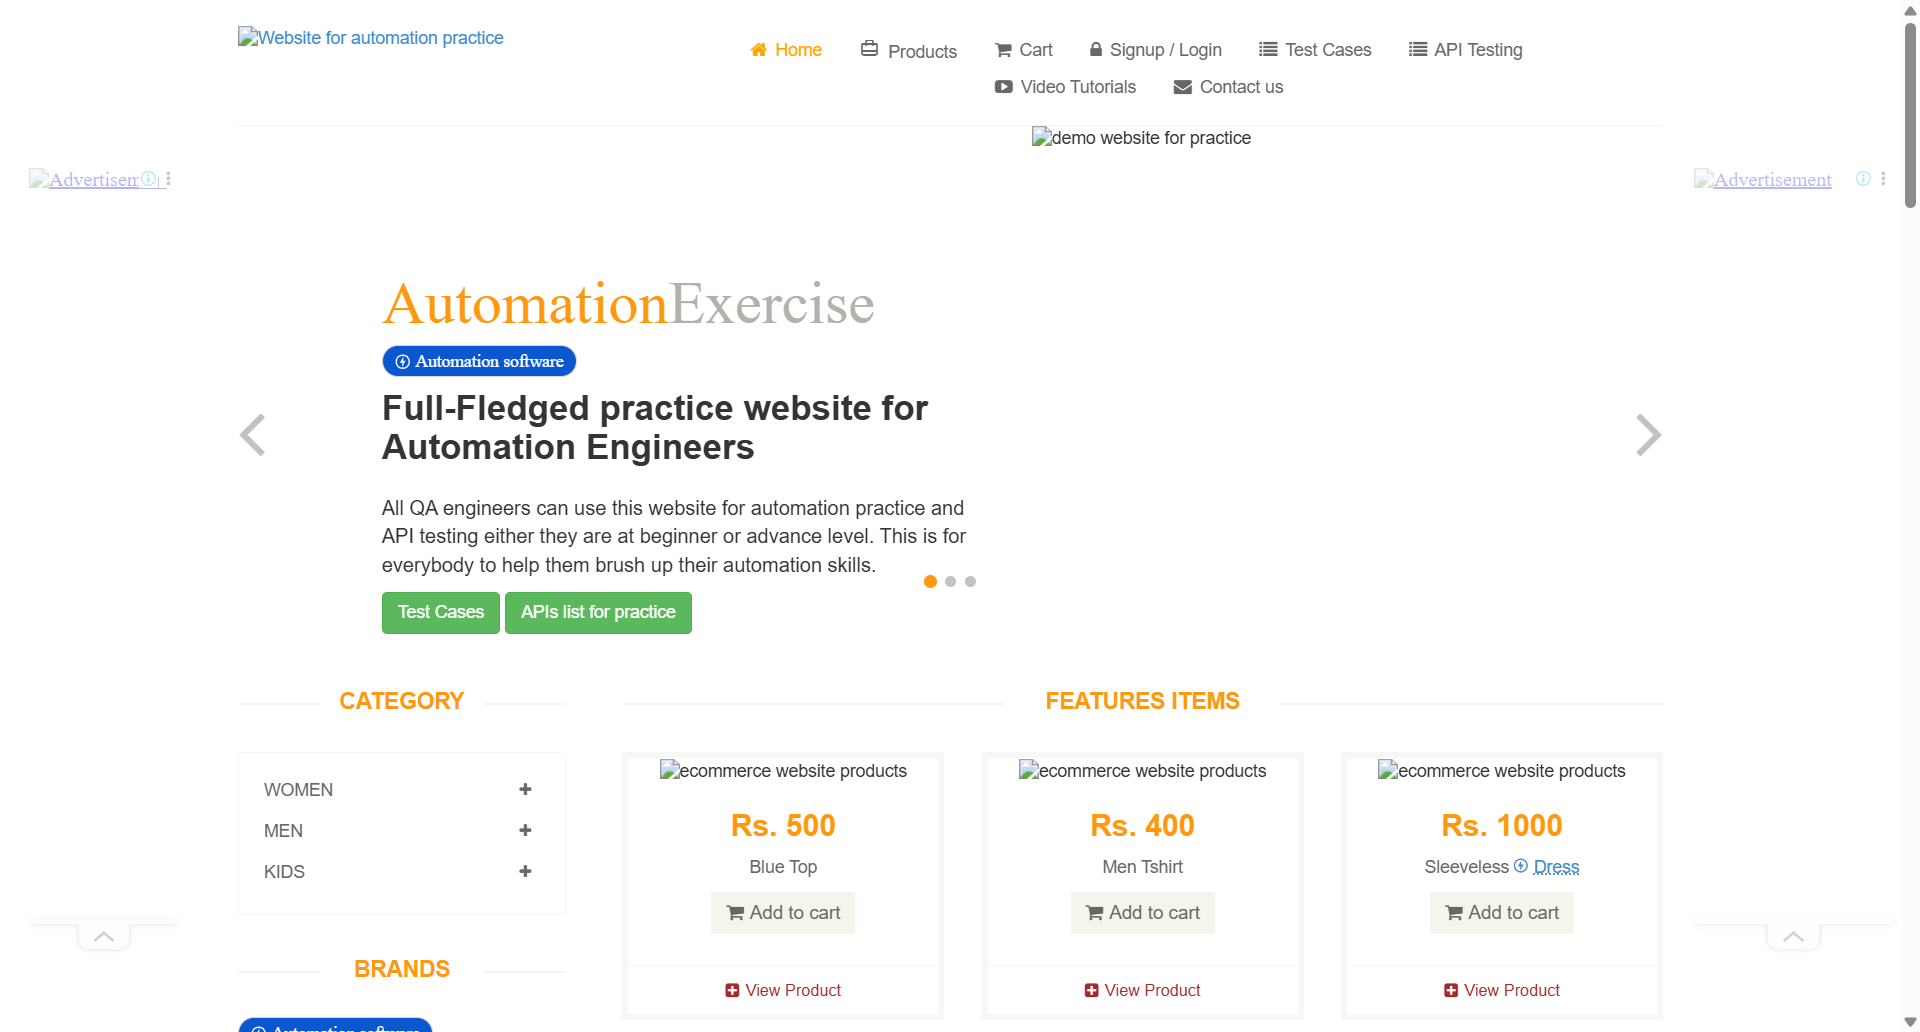 Website for automation practice
Home
Products
Cart
Signup / Login
Test Cases
API Testing
Video Tutorials
Contact us
demo website for practice
Advertisem
Advertisement
AutomationExercise
Automation software
Full-Fledged practice website for
Automation Engineers
All QA engineers can use this website for automation practice and
API testing either they are at beginner or advance level. This is for
everybody to help them brush up their automation skills.
Test Cases
APIs list for practice
CATEGORY
WOMEN
MEN
KIDS
BRANDS
Automation software
FEATURES ITEMS
ecommerce website products
Rs. 500
Blue Top
Add to cart
View Product
ecommerce website products
Rs. 400
Men Tshirt
Add to cart
View Product
ecommerce website products
Rs. 1000
Sleeveless Dress
Add to cart
View Product